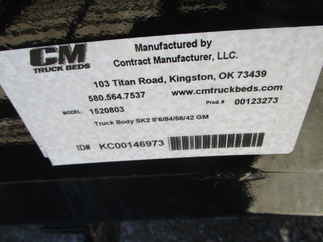 CM
TRUCK BEDS
Manufactured by
Contract Manufacturer, LLC.
103 Titan Road, Kingston, OK 73439
580.564.7537 www.cmtruckbeds.com
MODEL: 1520803 Prod.# 00123273
Truck Body SK2 8'6/84/56/42 GM
ID# KC00146973